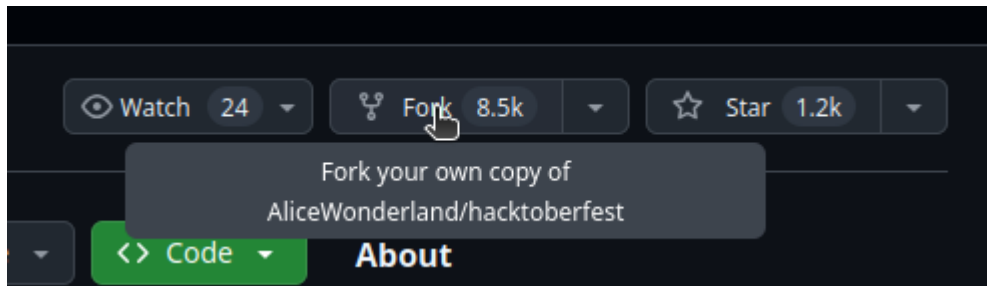 Watch 24
Fork 8.5k
Star 1.2k
Fork your own copy of
AliceWonderland/hacktoberfest
<> Code
About